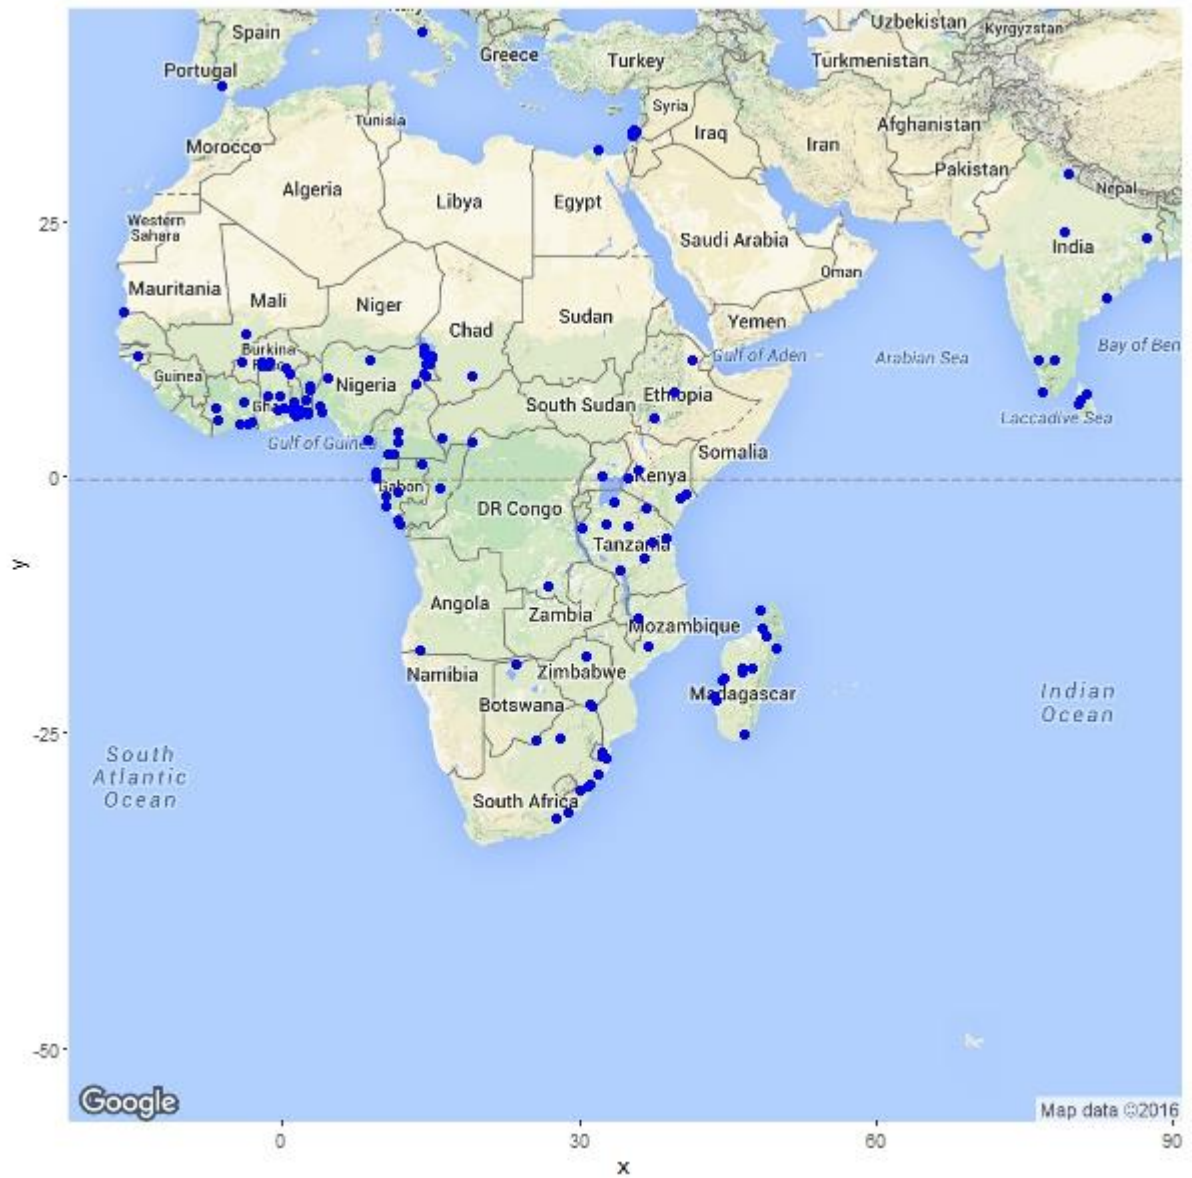 Italy
Uzbekistan
Kyrgyzstan
Spain
Greece
Turkey
Turkmenistan
Portugal
Syria
Tunisia
Afghanistan
Iraq
Iran
Morocco
Pakistan
Nepal
Algeria
Libya
Egypt
25
Western
Sahara
Saudi Arabia
India
Oman
Mauritania
Mali
Niger
Sudan
Yemen
Chad
Gulf of Aden
Arabian Sea
Bay of Ben
Burkina
Guinea
Nigeria
Ethiopia
South Sudan
Laccadive Sea
Gulf of Guinea
Somalia
0
Kenya
Gabon
DR Congo
Tanzania
y
Angola
Zambia
Mozambique
Namibia
Zimbabwe
Madagascar
Indian
Ocean
Botswana
-25
South
Atlantic
Ocean
South Africa
-50
Google
Map data ©2016
0
30
60
90
x